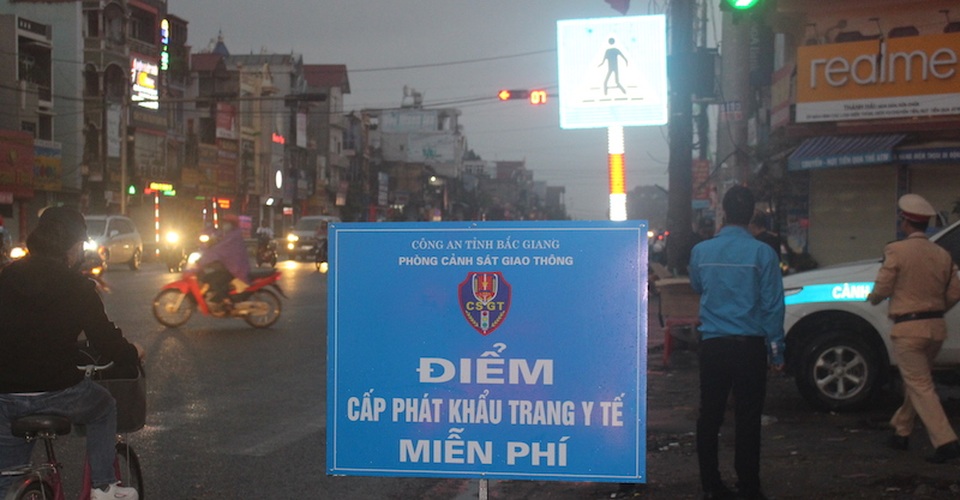 07
realme
CẢNH
CÔNG AN TỈNH BẮC GIANG
PHÒNG CẢNH SÁT GIAO THÔNG
CSGT
ĐIỂM
CẤP PHÁT KHẨU TRANG Y TẾ
MIỄN PHÍ